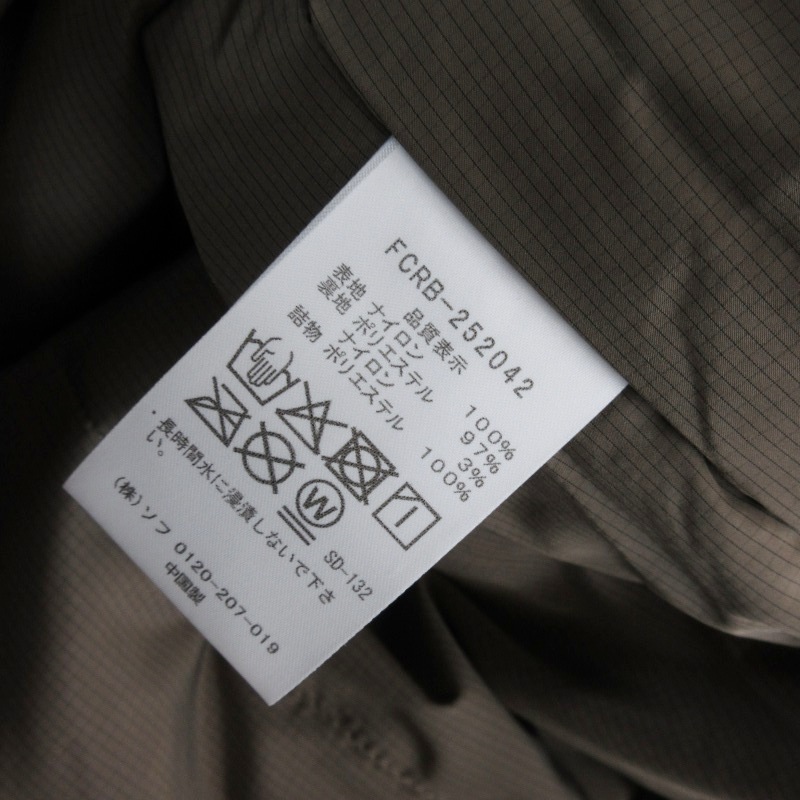 FCRB-252042
品質表示
表地 ナイロン 100%
裏地 ポリエステル 97%
ナイロン 3%
詰物 ポリエステル 100%
W
SD-132
・長時間水に浸漬しないで下さ
い。
(株)ソフ 0120-207-019
中国製